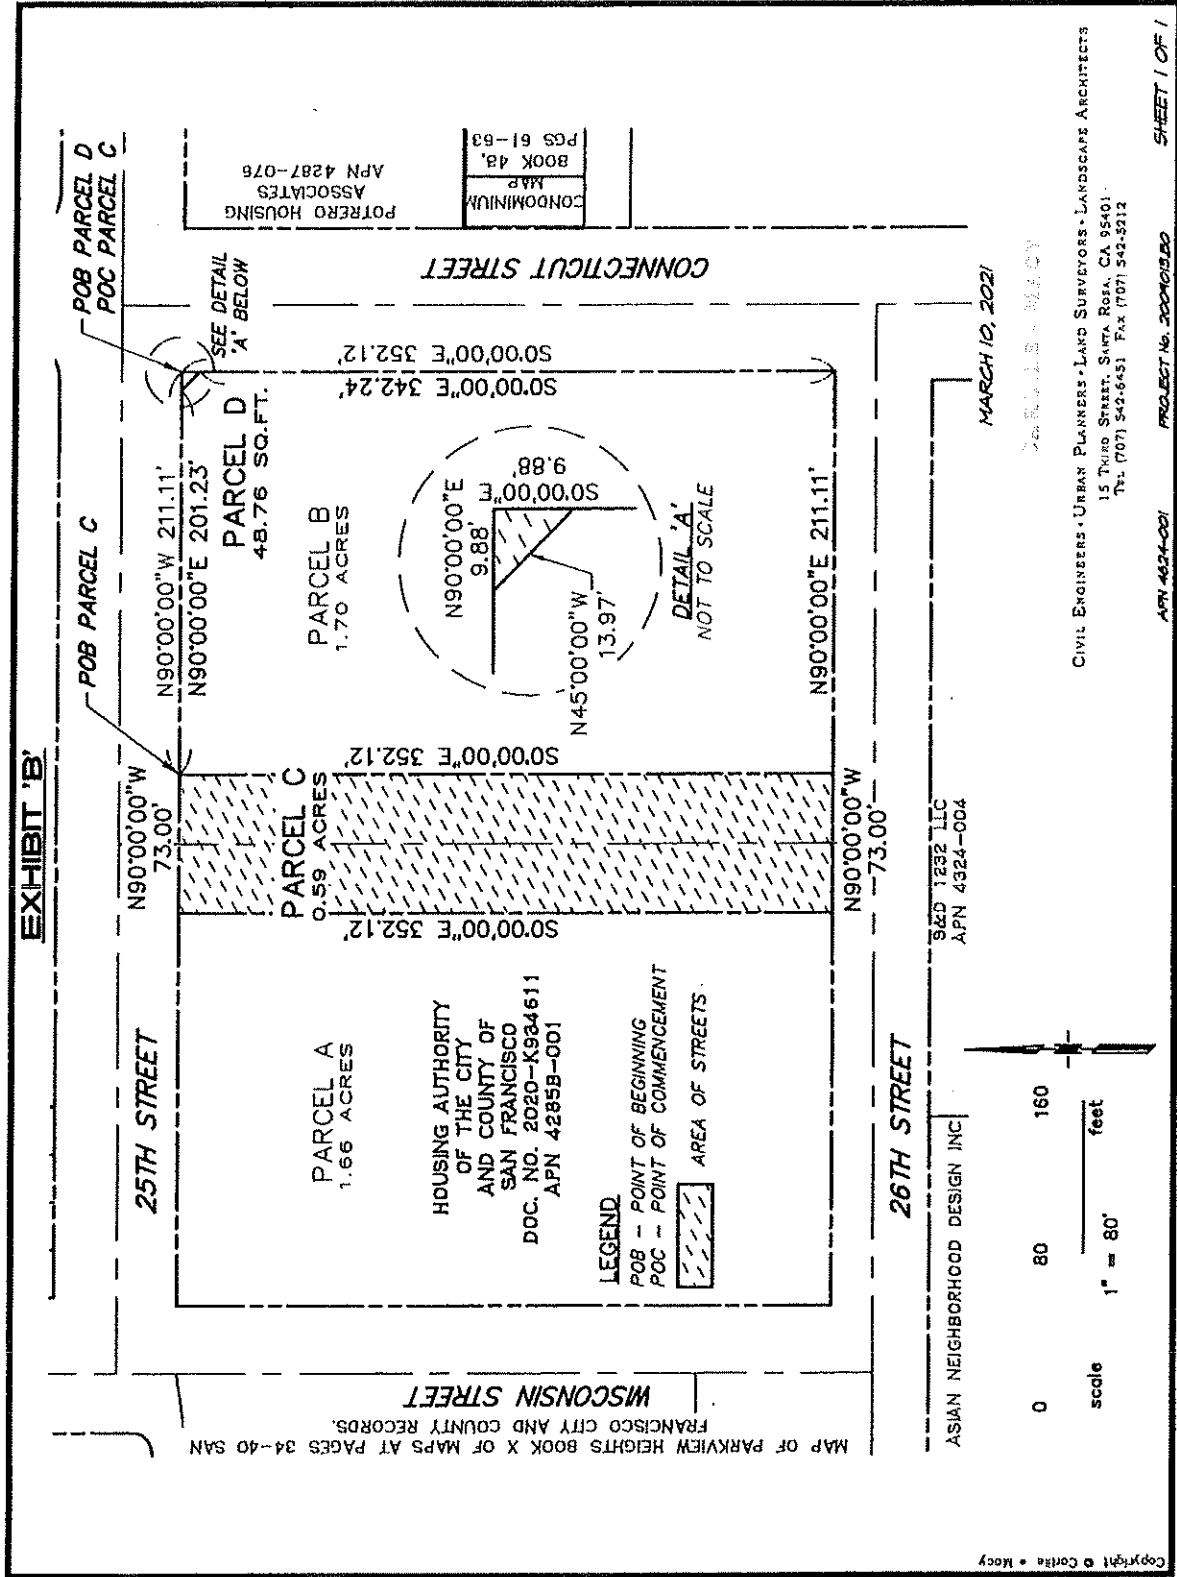 EXHIBIT 'B'
POB PARCEL D
POC PARCEL C
POB PARCEL C
25TH STREET
N90°00'00"W
73.00'
N90°00'00"W 211.11'
N90°00'00"E 201.23'
SEE DETAIL
'A' BELOW
PARCEL D
48.76 SQ.FT.
PARCEL A
1.66 ACRES
PARCEL C
0.59 ACRES
PARCEL B
1.70 ACRES
POTRERO HOUSING
ASSOCIATES
APN 4287-076
CONDOMINIUM
MAP
BOOK 48,
PGS 61-63
CONNECTICUT STREET
S0°00'00"E 352.12'
S0°00'00"E 342.24'
S0°00'00"E 352.12'
S0°00'00"E 352.12'
HOUSING AUTHORITY
OF THE CITY
AND COUNTY OF
SAN FRANCISCO
DOC. NO. 2020-K934611
APN 4285B-001
N90°00'00"E
9.88'
S0°00'00"E
9.88'
N45°00'00"W
13.97'
DETAIL 'A'
NOT TO SCALE
LEGEND
POB -- POINT OF BEGINNING
POC -- POINT OF COMMENCEMENT
AREA OF STREETS
WISCONSIN STREET
MAP OF PARKVIEW HEIGHTS BOOK X OF MAPS AT PAGES 34-40 SAN
FRANCISCO CITY AND COUNTY RECORDS.
N90°00'00"E 211.11'
N90°00'00"W
73.00'
26TH STREET
ASIAN NEIGHBORHOOD DESIGN INC
S&D 1232 LLC
APN 4324-004
MARCH 10, 2021
0 80 160
scale 1" = 80' feet
CIVIL ENGINEERS · URBAN PLANNERS · LAND SURVEYORS · LANDSCAPE ARCHITECTS
15 THIRD STREET, SANTA ROSA, CA 95401
TEL (707) 542-6451 FAX (707) 542-5212
APN 4624-001 PROJECT No. SHEET 1 OF 1
Copyright © Carlile • Macy